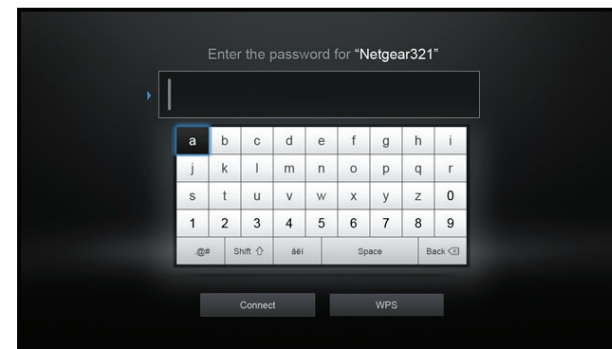 Enter the password for “Netgear321”
a b c d e f g h i
j k l m n o p q r
s t u v w x y z 0
1 2 3 4 5 6 7 8 9
.@# Shift äéí Space Back
Connect WPS